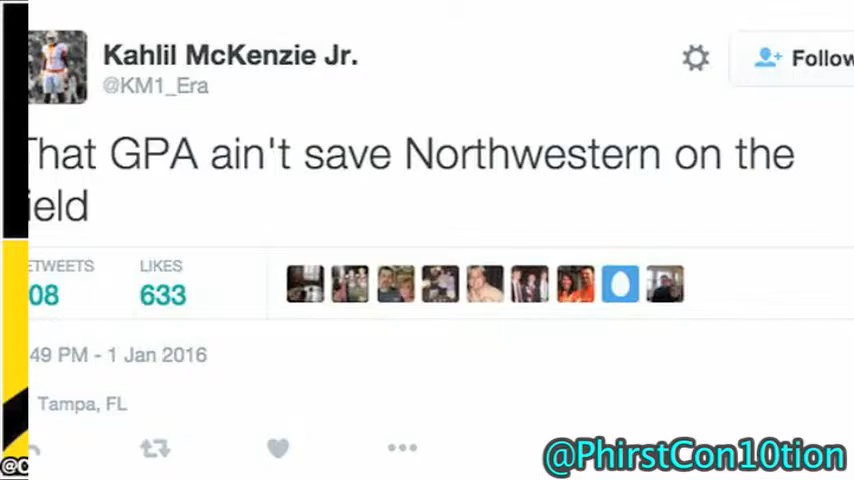 Kahlil McKenzie Jr.
@KM1_Era
Follow
That GPA ain't save Northwestern on the
ield
ETWEETS LIKES
08 633
49 PM - 1 Jan 2016
Tampa, FL
@PhirstCon10tion